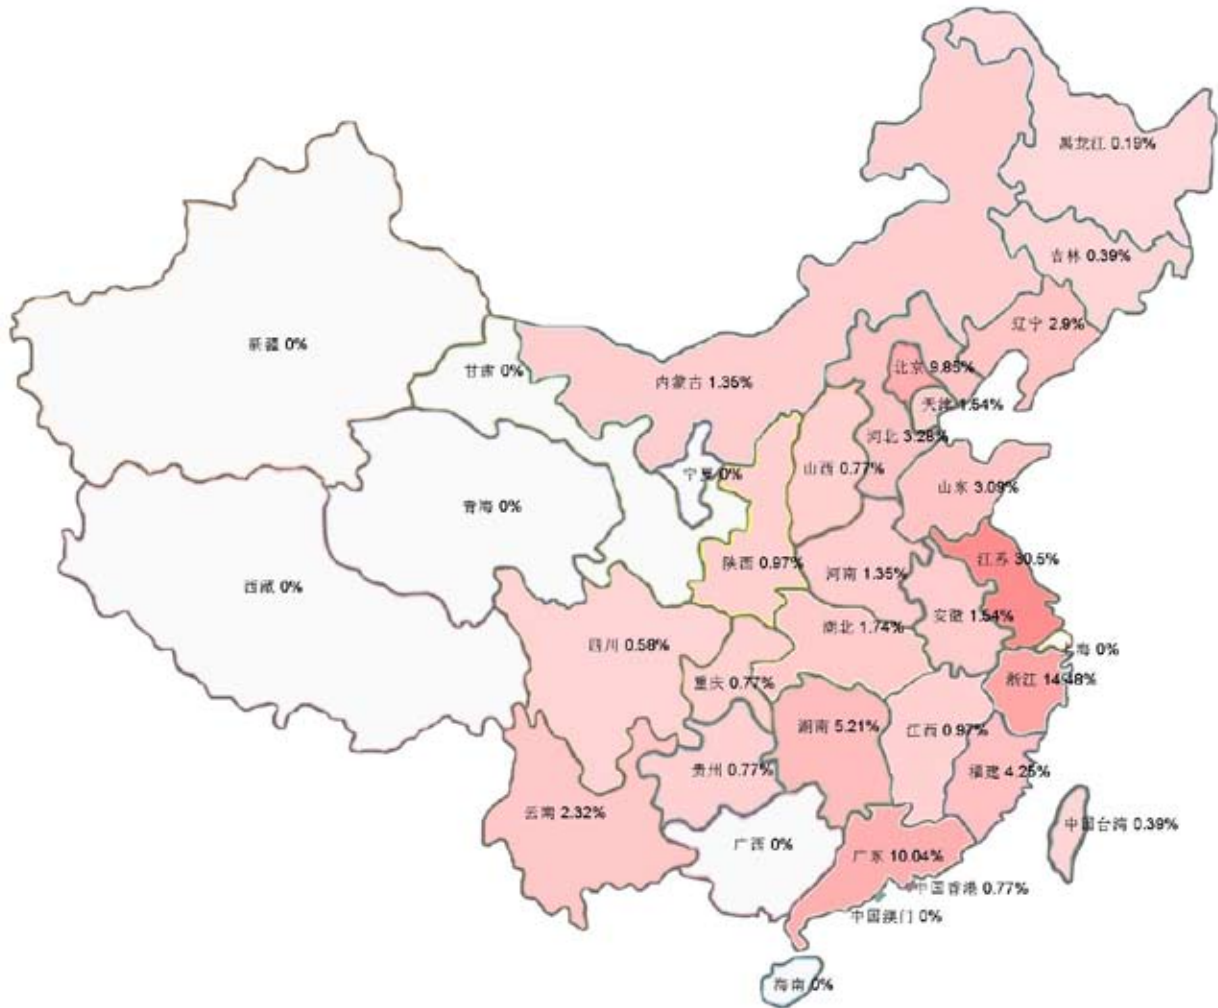 黑龙江 0.19%
吉林 0.39%
辽宁 2.9%
新疆 0%
甘肃 0%
内蒙古 1.35%
北京 9.85%
天津 1.54%
河北 3.28%
宁夏 0%
山西 0.77%
山东 3.09%
青海 0%
陕西 0.97%
河南 1.35%
江苏 30.5%
西藏 0%
安徽 1.54%
湖北 1.74%
四川 0.58%
上海 0%
重庆 0.77%
浙江 14.48%
湖南 5.21%
江西 0.97%
贵州 0.77%
福建 4.25%
云南 2.32%
中国台湾 0.39%
广西 0%
广东 10.04%
中国香港 0.77%
中国澳门 0%
海南 0%